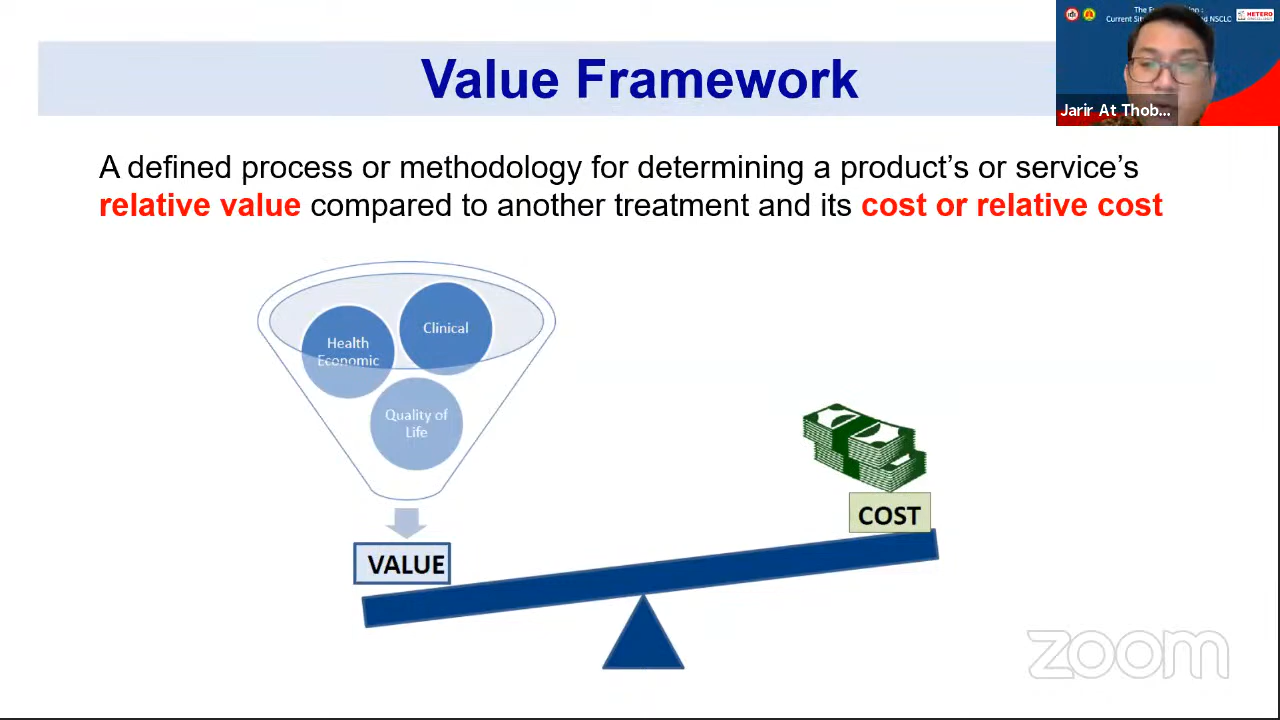 Value Framework
A defined process or methodology for determining a product’s or service’s
relative value compared to another treatment and its cost or relative cost
Clinical
Health
Economic
Quality of
Life
VALUE
COST
zoom
The
Current NSCLC
HETERO
Jarir At Thob...